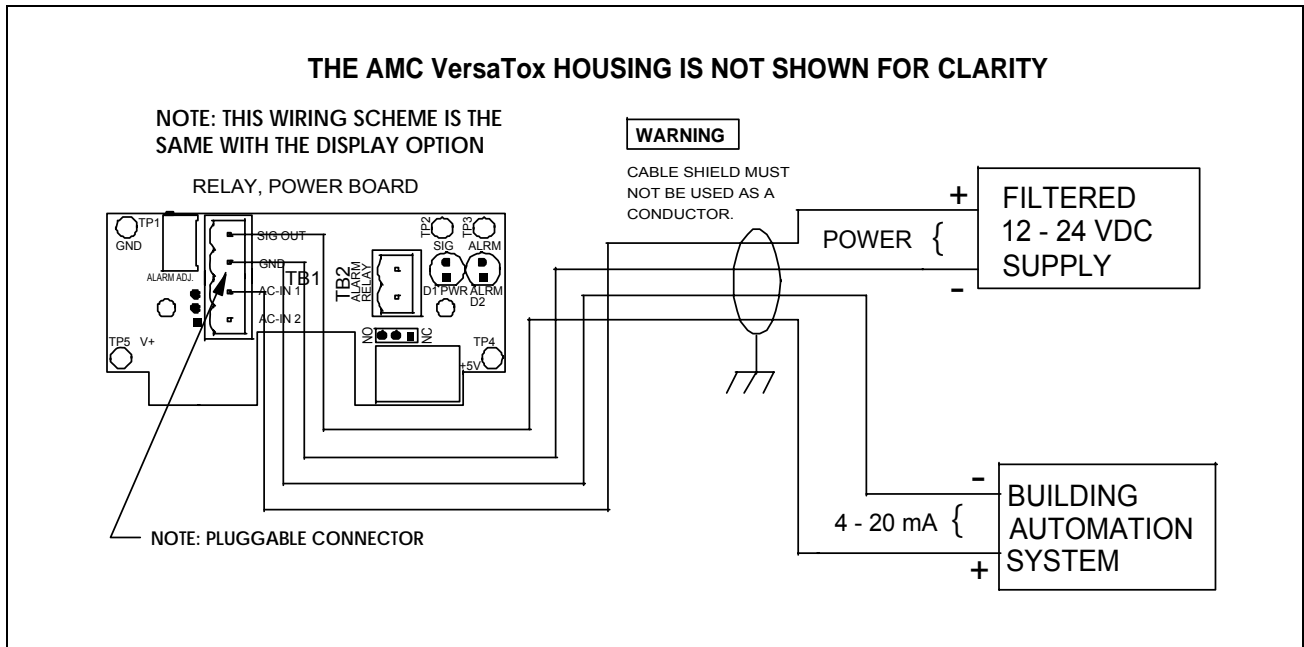 THE AMC VersaTox HOUSING IS NOT SHOWN FOR CLARITY
NOTE: THIS WIRING SCHEME IS THE
SAME WITH THE DISPLAY OPTION
RELAY, POWER BOARD
TP1
GND
ALARM ADJ.
SIG OUT
GND
TB1
AC-IN 1
AC-IN 2
TP5 V+
TB2
ALARM
RELAY
TP2
SIG
TP3
ALRM
D1 PWR
ALRM
D2
NO
NC
TP4
+5V
NOTE: PLUGGABLE CONNECTOR
WARNING
CABLE SHIELD MUST
NOT BE USED AS A
CONDUCTOR.
+
POWER {
-
FILTERED
12 - 24 VDC
SUPPLY
-
4 - 20 mA {
+
BUILDING
AUTOMATION
SYSTEM